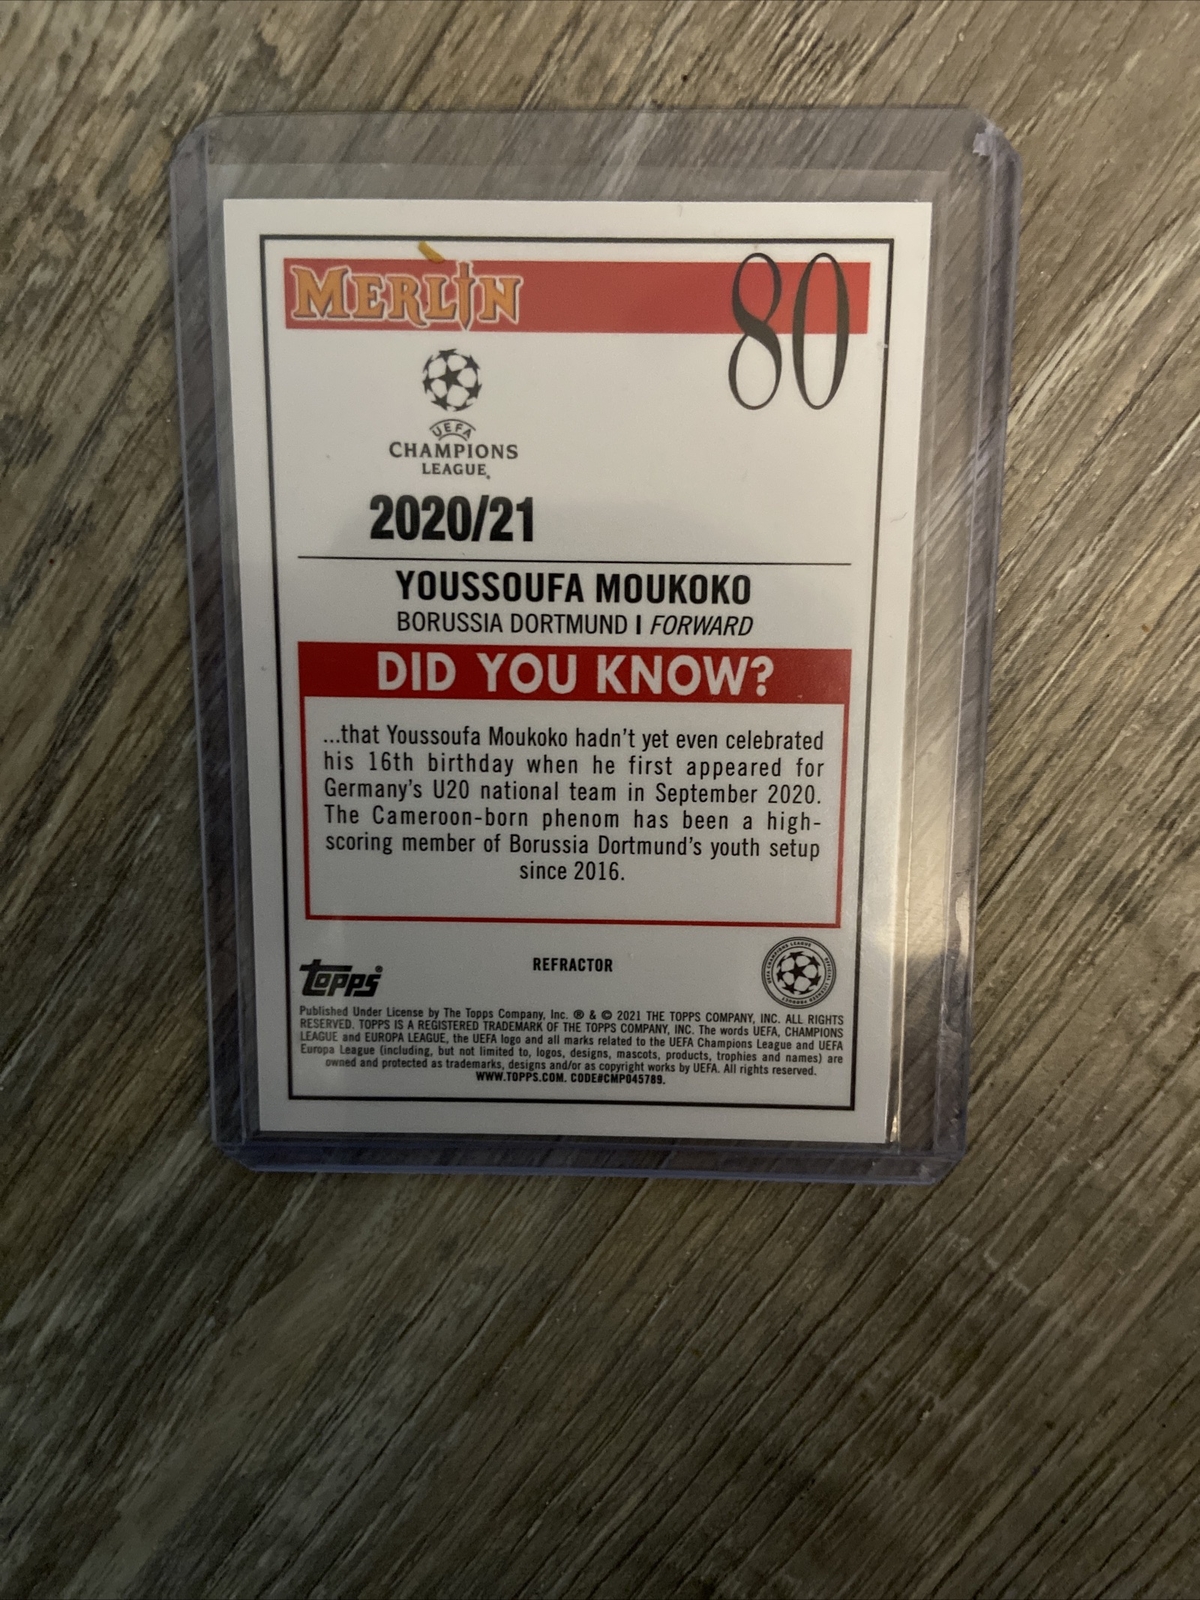 MERLIN
80
UEFA
CHAMPIONS
LEAGUE®
2020/21
YOUSSOUFA MOUKOKO
BORUSSIA DORTMUND I FORWARD
DID YOU KNOW?
...that Youssoufa Moukoko hadn't yet even celebrated
his 16th birthday when he first appeared for
Germany's U20 national team in September 2020.
The Cameroon-born phenom has been a high-
scoring member of Borussia Dortmund's youth setup
since 2016.
REFRACTOR
TOPPS®
Published Under License by The Topps Company, Inc. ® & © 2021 THE TOPPS COMPANY, INC. ALL RIGHTS
RESERVED. TOPPS IS A REGISTERED TRADEMARK OF THE TOPPS COMPANY, INC. The words UEFA, CHAMPIONS
LEAGUE and EUROPA LEAGUE, the UEFA logo and all marks related to the UEFA Champions League and UEFA
Europa League (including, but not limited to, logos, designs, mascots, products, trophies and names) are
owned and protected as trademarks, designs and/or as copyright works by UEFA. All rights reserved.
WWW.TOPPS.COM. CODE#CMP045789.